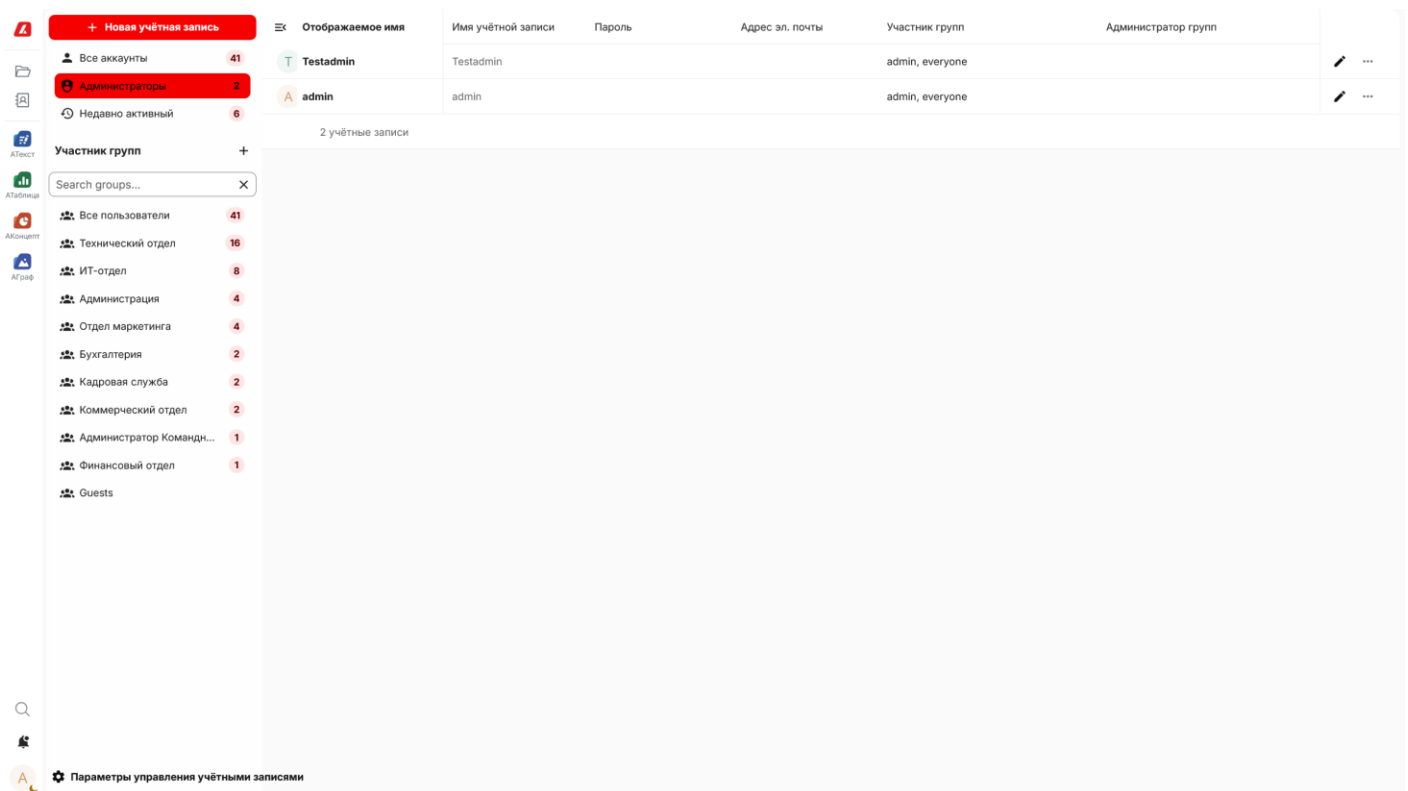 Новая учётная запись
Все аккаунты 41
Администраторы 2
Недавно активный 6
Участник групп
Search groups...
Все пользователи 41
Технический отдел 16
ИТ-отдел 8
Администрация 4
Отдел маркетинга 4
Бухгалтерия 2
Кадровая служба 2
Коммерческий отдел 2
Администратор Командн... 1
Финансовый отдел 1
Guests
Параметры управления учётными записями
АТекст
АТаблица
АКонцепт
АГраф
A
Отображаемое имя Имя учётной записи Пароль Адрес эл. почты Участник групп Администратор групп
T Testadmin Testadmin admin, everyone
A admin admin admin, everyone
2 учётные записи